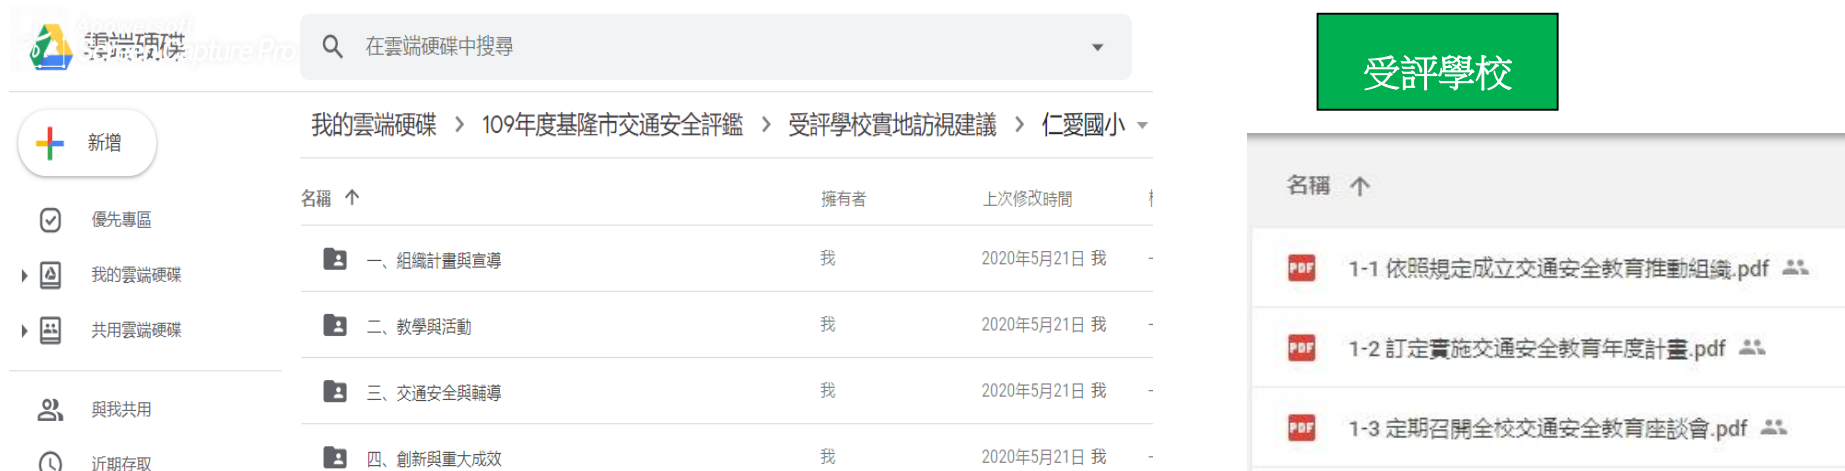 Apowersoft
Screen Capture Pro
雲端硬碟
在雲端硬碟中搜尋
新增
優先專區
我的雲端硬碟
共用雲端硬碟
與我共用
近期存取
我的雲端硬碟 > 109年度基隆市交通安全評鑑 > 受評學校實地訪視建議 > 仁愛國小
名稱 ↑ 擁有者 上次修改時間
一、組織計畫與宣導 我 2020年5月21日 我 -
二、教學與活動 我 2020年5月21日 我 -
三、交通安全與輔導 我 2020年5月21日 我 -
四、創新與重大成效 我 2020年5月21日 我 -
受評學校
名稱 ↑
PDF 1-1 依照規定成立交通安全教育推動組織.pdf
PDF 1-2 訂定實施交通安全教育年度計畫.pdf
PDF 1-3 定期召開全校交通安全教育座談會.pdf